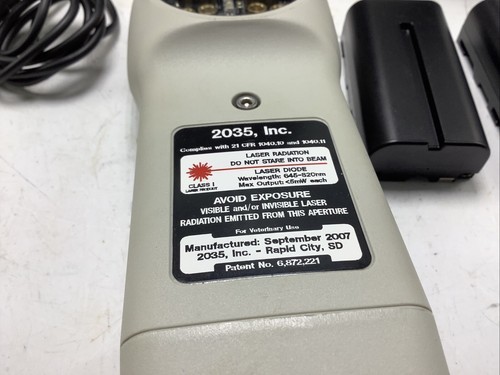 2035, Inc.
Complies with 21 CFR 1040.10 and 1040.11
LASER RADIATION
DO NOT STARE INTO BEAM
LASER DIODE
Wavelength: 645-820nm
Max Output: <5mW each
CLASS I
LASER PRODUCT
AVOID EXPOSURE
VISIBLE and/or INVISIBLE LASER
RADIATION EMITTED FROM THIS APERTURE
For Veterinary Use
Manufactured: September 2007
2035, Inc. - Rapid City, SD
Patent No. 6,872,221